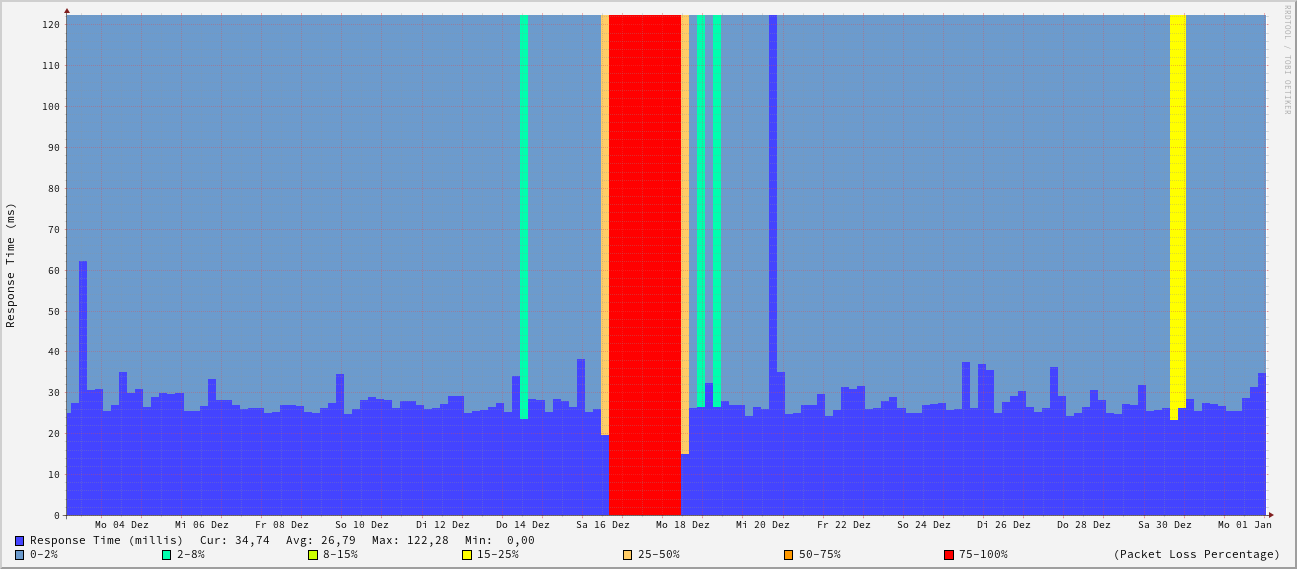 RRDTOOL / TOBI OETIKER
Response Time (ms)
120
110
100
90
80
70
60
50
40
30
20
10
0
Mo 04 Dez Mi 06 Dez Fr 08 Dez So 10 Dez Di 12 Dez Do 14 Dez Sa 16 Dez Mo 18 Dez Mi 20 Dez Fr 22 Dez So 24 Dez Di 26 Dez Do 28 Dez Sa 30 Dez Mo 01 Jan
Response Time (millis) Cur: 34,74 Avg: 26,79 Max: 122,28 Min: 0,00
0-2% 2-8% 8-15% 15-25% 25-50% 50-75% 75-100% (Packet Loss Percentage)